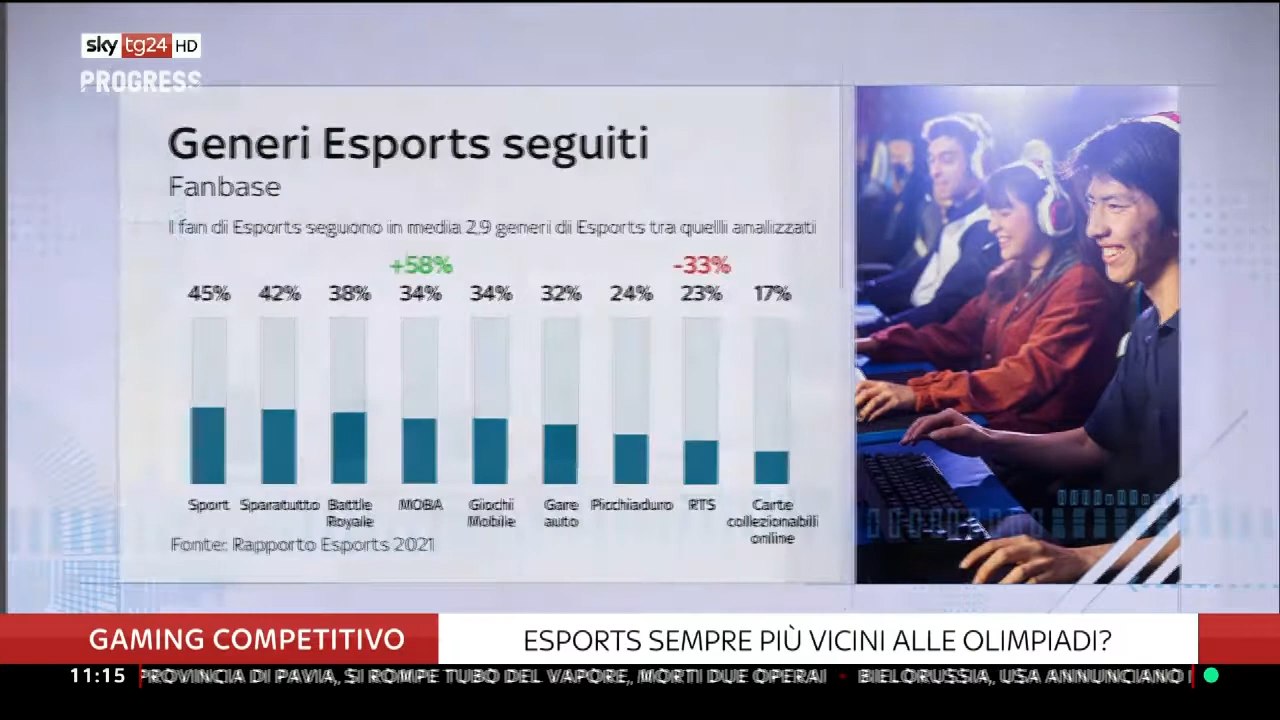 sky tg24 HD
PROGRESS
Generi Esports seguiti
Fanbase
I fan di Esports seguono in media 2,9 generi di Esports tra quelli analizzati
+58% -33%
45% 42% 38% 34% 34% 32% 24% 23% 17%
Sport Sparatutto Battle MOBA Giochi Gare Picchiaduro RTS Carte
Royale Mobile auto collezionabili
online
Fonte: Rapporto Esports 2021
GAMING COMPETITIVO
ESPORTS SEMPRE PIÙ VICINI ALLE OLIMPIADI?
11:15 PROVINCIA DI PAVIA, SI ROMPE TUBO DEL VAPORE, MORTI DUE OPERAI • BIELORUSSIA, USA ANNUNCIANO